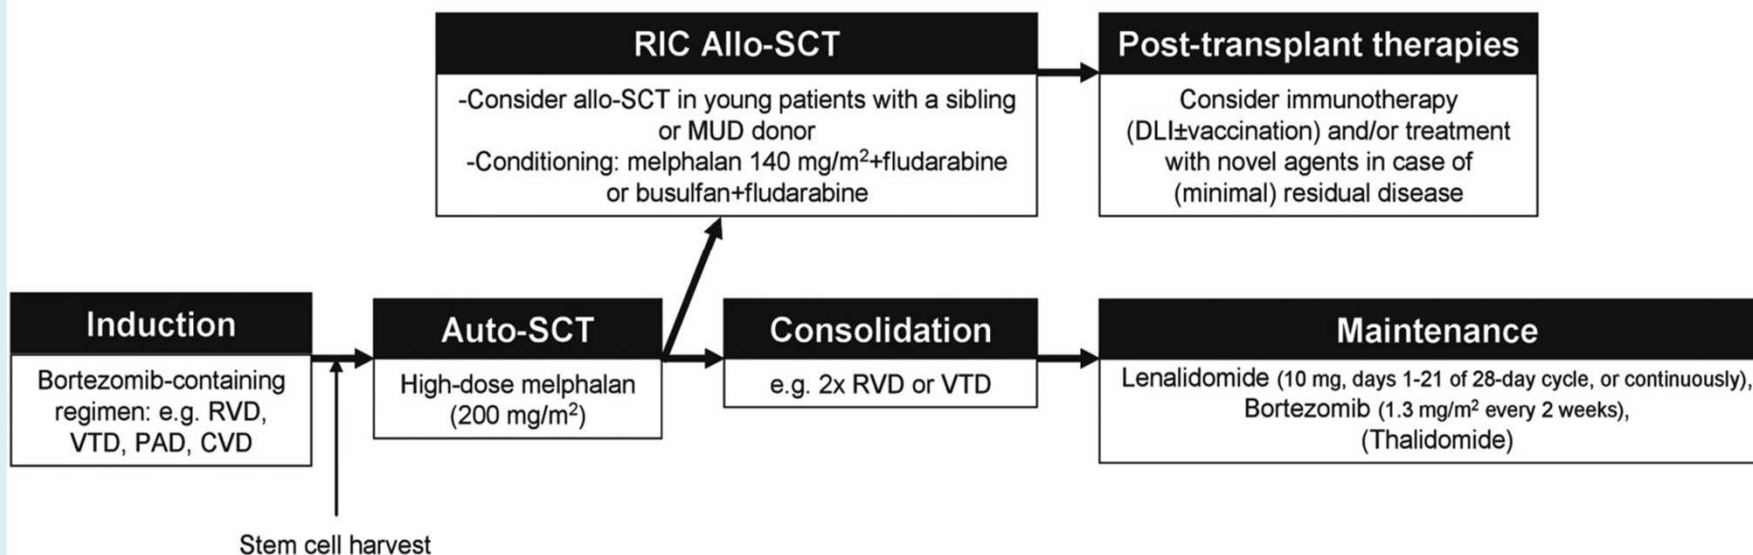 RIC Allo-SCT
-Consider allo-SCT in young patients with a sibling
or MUD donor
-Conditioning: melphalan 140 mg/m²+fludarabine
or busulfan+fludarabine
Post-transplant therapies
Consider immunotherapy
(DLI±vaccination) and/or treatment
with novel agents in case of
(minimal) residual disease
Induction
Bortezomib-containing
regimen: e.g. RVD,
VTD, PAD, CVD
Stem cell harvest
Auto-SCT
High-dose melphalan
(200 mg/m²)
Consolidation
e.g. 2x RVD or VTD
Maintenance
Lenalidomide (10 mg, days 1-21 of 28-day cycle, or continuously),
Bortezomib (1.3 mg/m² every 2 weeks),
(Thalidomide)